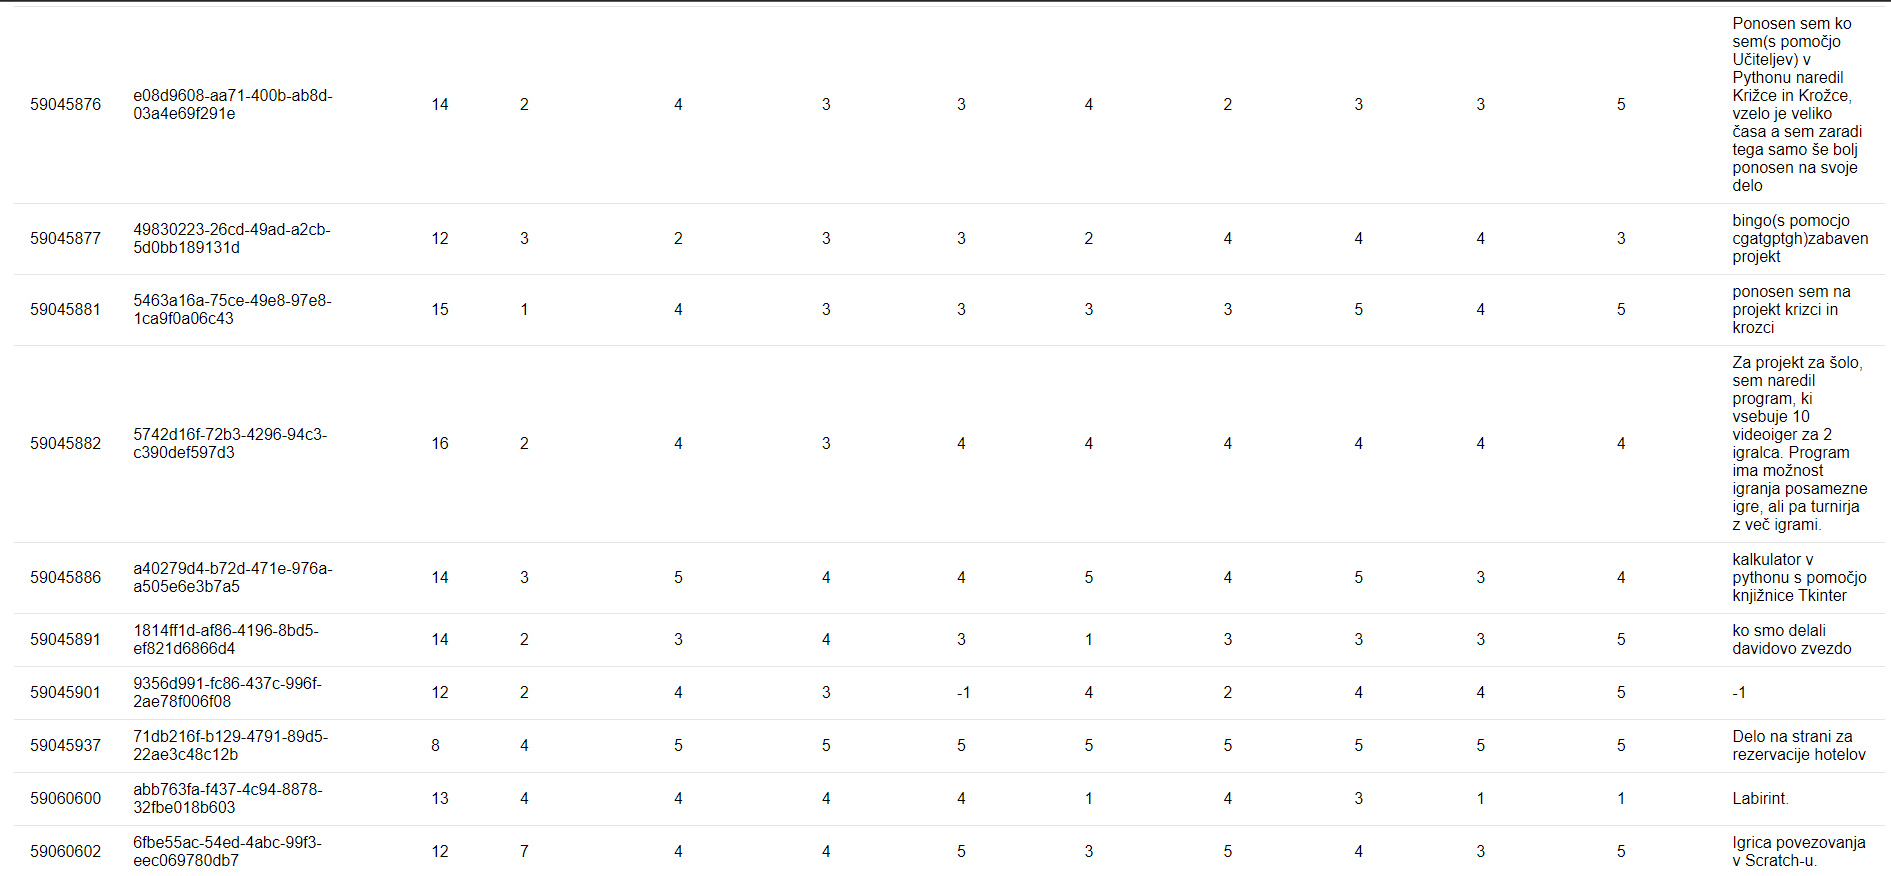 Ponosen sem ko
sem(s pomočjo
Učiteljev) v
Pythonu naredil
Križce in Krožce,
vzelo je veliko
časa a sem zaradi
tega samo še bolj
ponosen na svoje
delo
59045876 e08d9608-aa71-400b-ab8d- 14 2 4 3 3 4 2 3 3 5
03a4e69f291e
59045877 49830223-26cd-49ad-a2cb- 12 3 2 3 3 2 4 4 4 3
5d0bb189131d
bingo(s pomocjo
cgatgptgh)zabaven
projekt
59045881 5463a16a-75ce-49e8-97e8- 15 1 4 3 3 3 3 5 4 5
1ca9f0a06c43
ponosen sem na
projekt krizci in
krozci
59045882 5742d16f-72b3-4296-94c3- 16 2 4 3 4 4 4 4 4 4
c390def597d3
Za projekt za šolo,
sem naredil
program, ki
vsebuje 10
videoiger za 2
igralca. Program
ima možnost
igranja posamezne
igre, ali pa turnirja
z več igrami.
59045886 a40279d4-b72d-471e-976a- 14 3 5 4 4 5 4 5 3 4
a505e6e3b7a5
kalkulator v
pythonu s pomočjo
knjižnice Tkinter
59045891 1814ff1d-af86-4196-8bd5- 14 2 3 4 3 1 3 3 3 5
ef821d6866d4
ko smo delali
davidovo zvezdo
59045901 9356d991-fc86-437c-996f- 12 2 4 3 -1 4 2 4 4 5 -1
2ae78f006f08
59045937 71db216f-b129-4791-89d5- 8 4 5 5 5 5 5 5 5 5
22ae3c48c12b
Delo na strani za
rezervacije hotelov
59060600 abb763fa-f437-4c94-8878- 13 4 4 4 4 1 4 3 1 1 Labirint.
32fbe018b603
59060602 6fbe55ac-54ed-4abc-99f3- 12 7 4 4 5 3 5 4 3 5
eec069780db7
Igrica povezovanja
v Scratch-u.